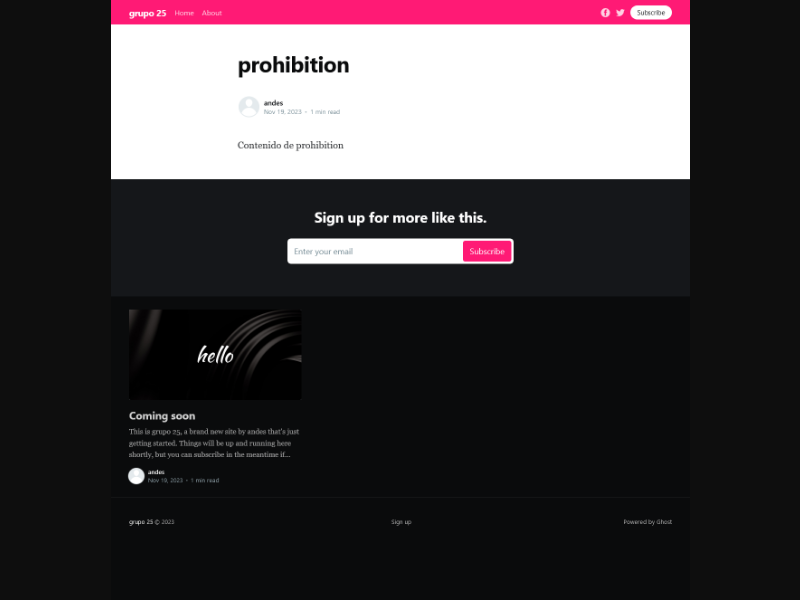 grupo 25 Home About Subscribe
prohibition
andes
Nov 19, 2023 • 1 min read
Contenido de prohibition
Sign up for more like this.
Enter your email Subscribe
hello
Coming soon
This is grupo 25, a brand new site by andes that's just
getting started. Things will be up and running here
shortly, but you can subscribe in the meantime if...
andes
Nov 19, 2023 • 1 min read
grupo 25 © 2023 Sign up Powered by Ghost